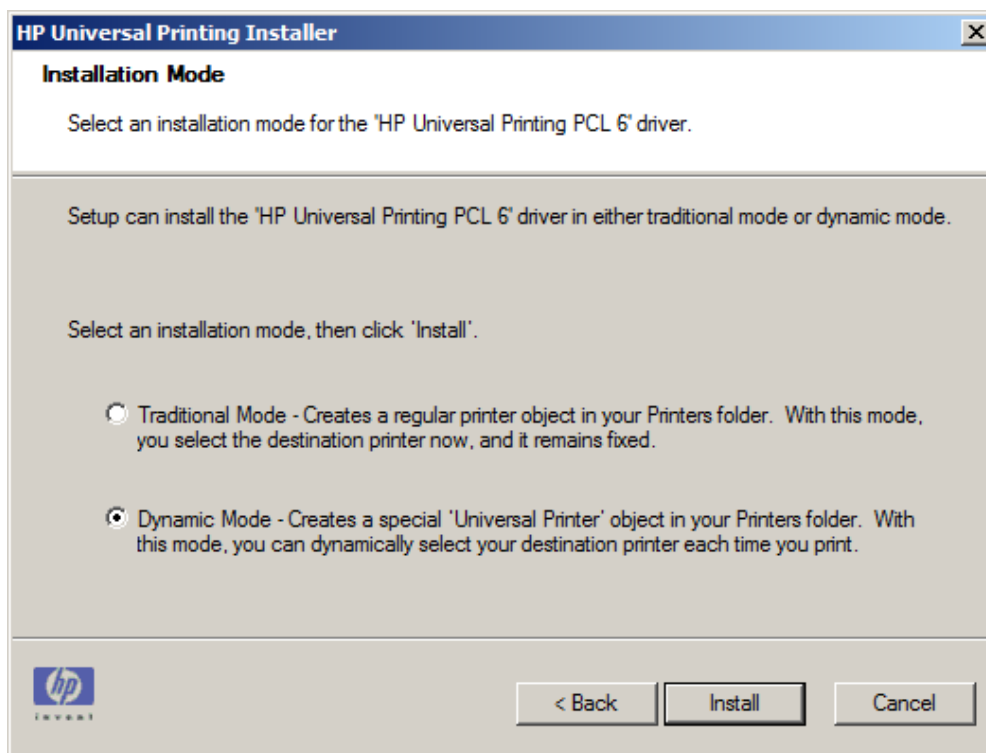 HP Universal Printing Installer
Installation Mode
Select an installation mode for the "HP Universal Printing PCL 6" driver.
Setup can install the "HP Universal Printing PCL 6" driver in either traditional mode or dynamic mode.
Select an installation mode, then click 'Install'.
Traditional Mode - Creates a regular printer object in your Printers folder. With this mode,
you select the destination printer now, and it remains fixed.
Dynamic Mode - Creates a special 'Universal Printer' object in your Printers folder. With
this mode, you can dynamically select your destination printer each time you print.
hp
invent
< Back
Install
Cancel